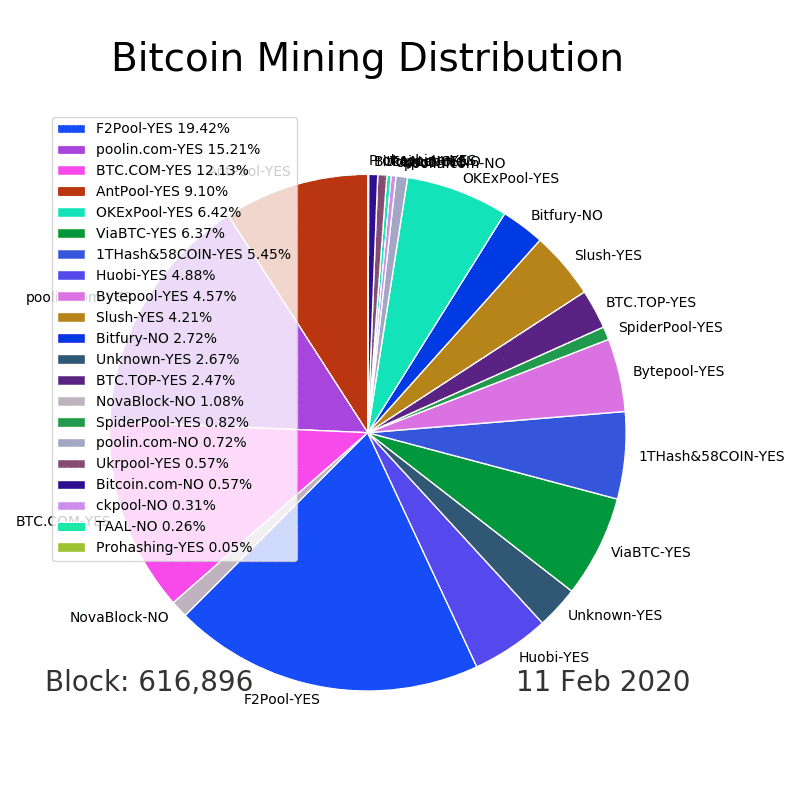 Bitcoin Mining Distribution
F2Pool-YES 19.42%
poolin.com-YES 15.21%
BTC.COM-YES 12.13%
AntPool-YES 9.10%
OKExPool-YES 6.42%
ViaBTC-YES 6.37%
1THash&58COIN-YES 5.45%
Huobi-YES 4.88%
Bytepool-YES 4.57%
Slush-YES 4.21%
Bitfury-NO 2.72%
Unknown-YES 2.67%
BTC.TOP-YES 2.47%
NovaBlock-NO 1.08%
SpiderPool-YES 0.82%
poolin.com-NO 0.72%
Ukrpool-YES 0.57%
Bitcoin.com-NO 0.57%
ckpool-NO 0.31%
TAAL-NO 0.26%
Prohashing-YES 0.05%
OKExPool-YES
Bitfury-NO
Slush-YES
BTC.TOP-YES
SpiderPool-YES
Bytepool-YES
1THash&58COIN-YES
ViaBTC-YES
Unknown-YES
Huobi-YES
F2Pool-YES
NovaBlock-NO
BTC.COM-YES
Block: 616,896
11 Feb 2020